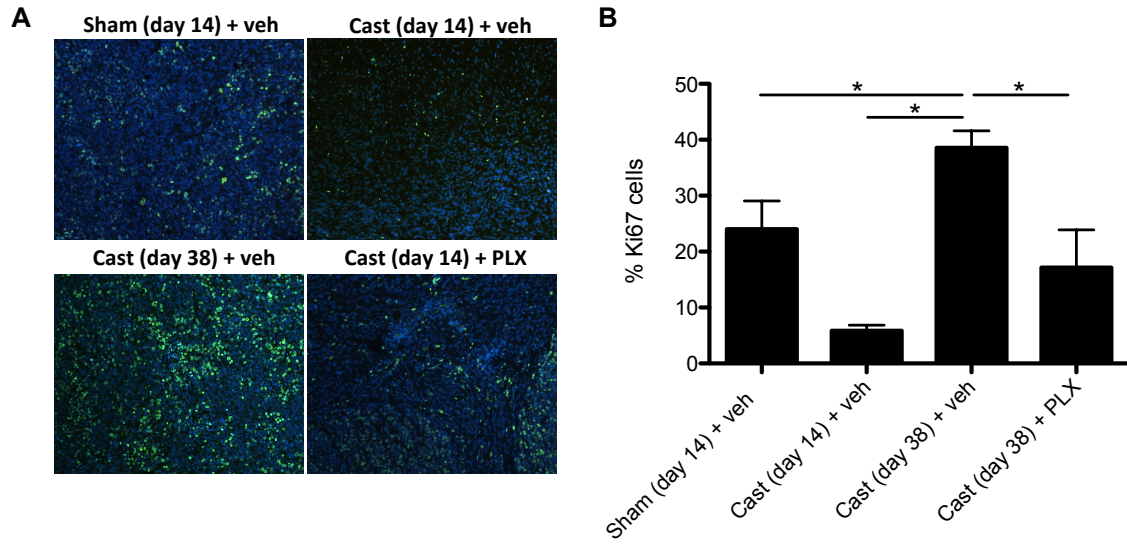 A
Sham (day 14) + veh
Cast (day 14) + veh
Cast (day 38) + veh
Cast (day 14) + PLX
B
% Ki67 cells
50
40
30
20
10
0
*
*
*
Sham (day 14) + veh
Cast (day 14) + veh
Cast (day 38) + veh
Cast (day 38) + PLX